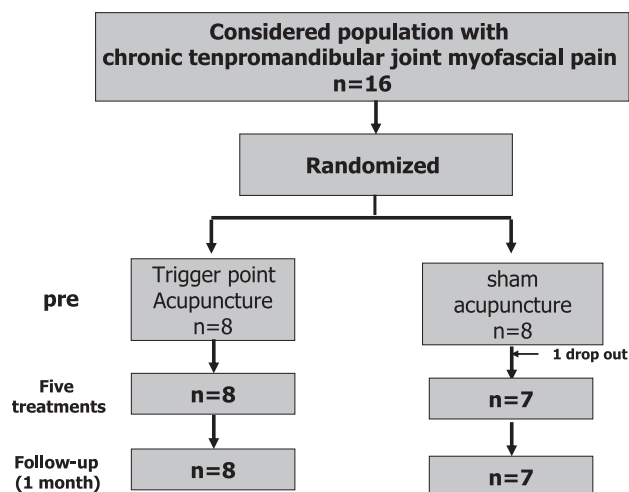 Considered population with
chronic tenpromandibular joint myofascial pain
n=16
Randomized
pre
Trigger point
Acupuncture
n=8
sham
acupuncture
n=8
1 drop out
Five
treatments
n=8
n=7
Follow-up
(1 month)
n=8
n=7